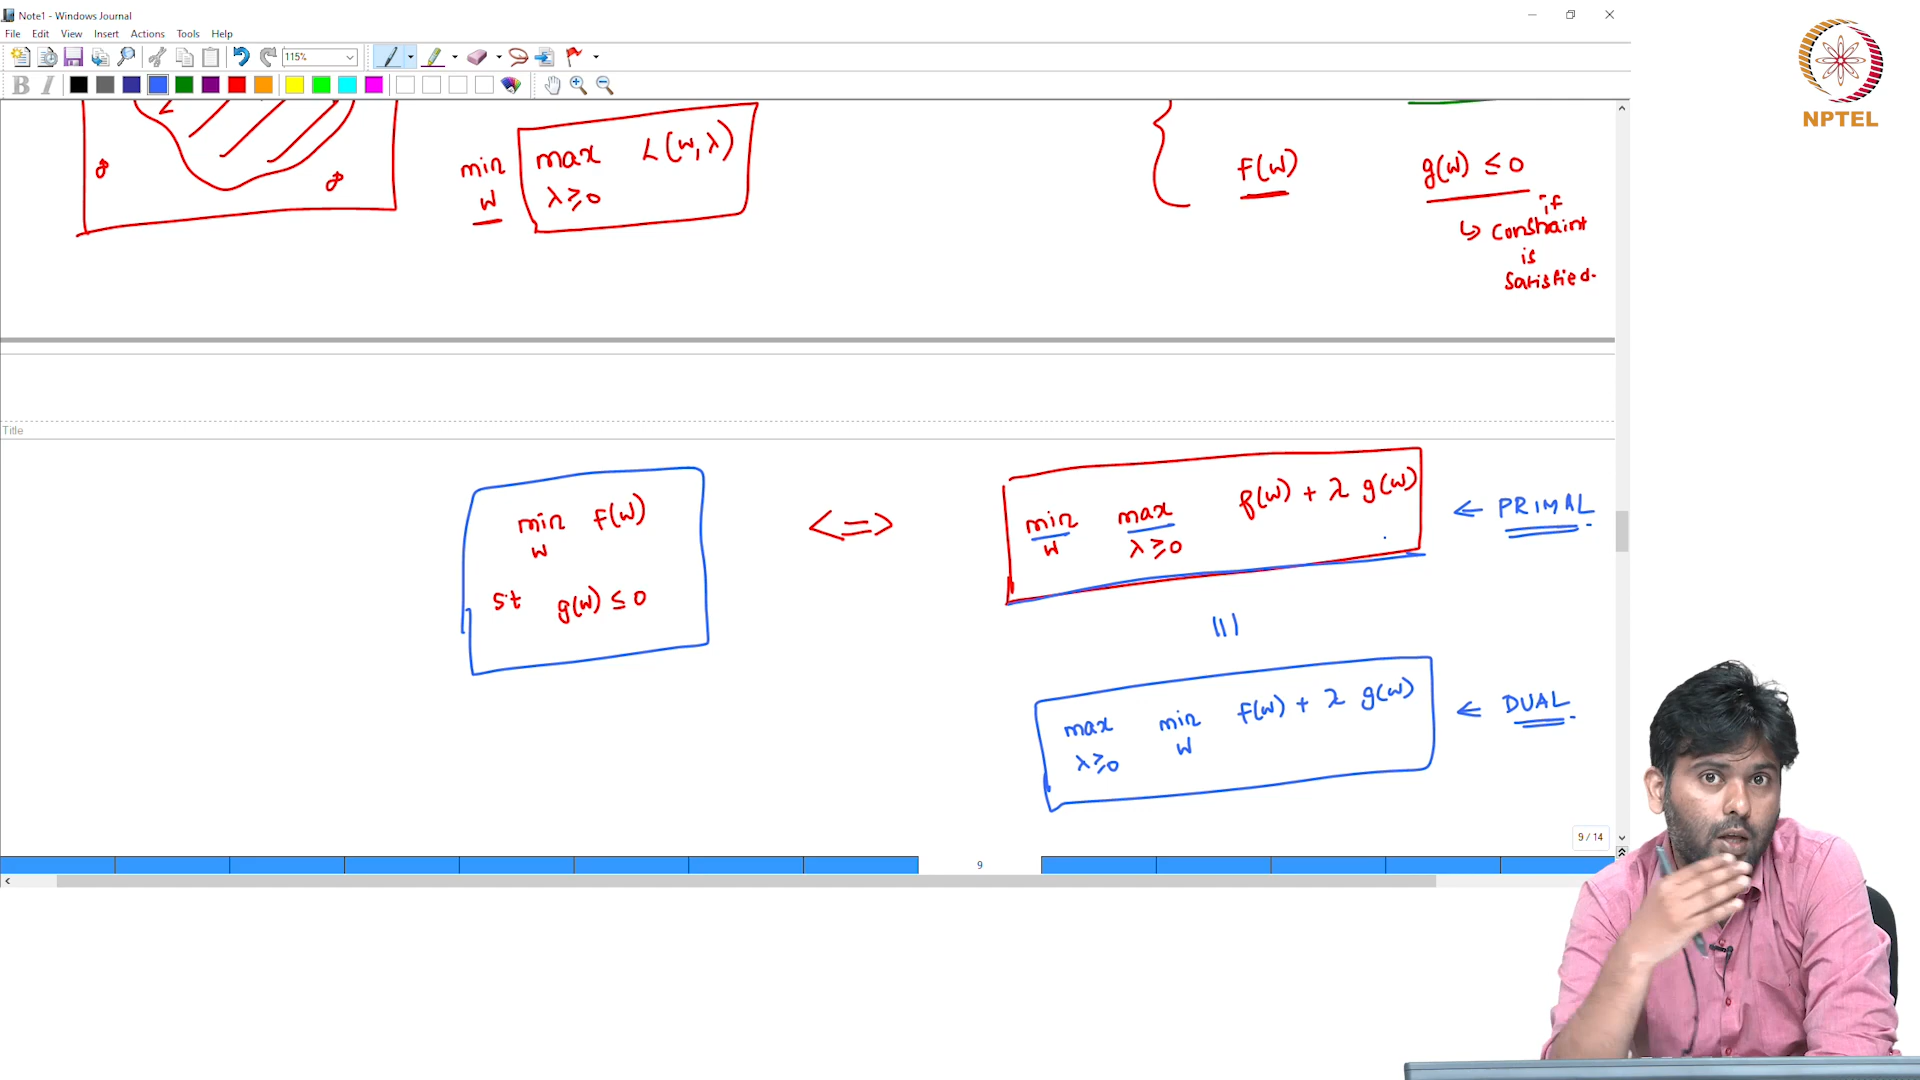 Note1 - Windows Journal
File Edit View Insert Actions Tools Help
115%
B I
NPTEL
min max L(w,λ)
w λ≥0
f(w) g(w) ≤ 0
if
↳ constraint
is
satisfied.
Title
min f(w)
w
s.t g(w) ≤ 0
<=>
min max f(w) + λ g(w)
w λ≥0
← PRIMAL
max min f(w) + λ g(w)
λ≥0 w
← DUAL
9 / 14
9